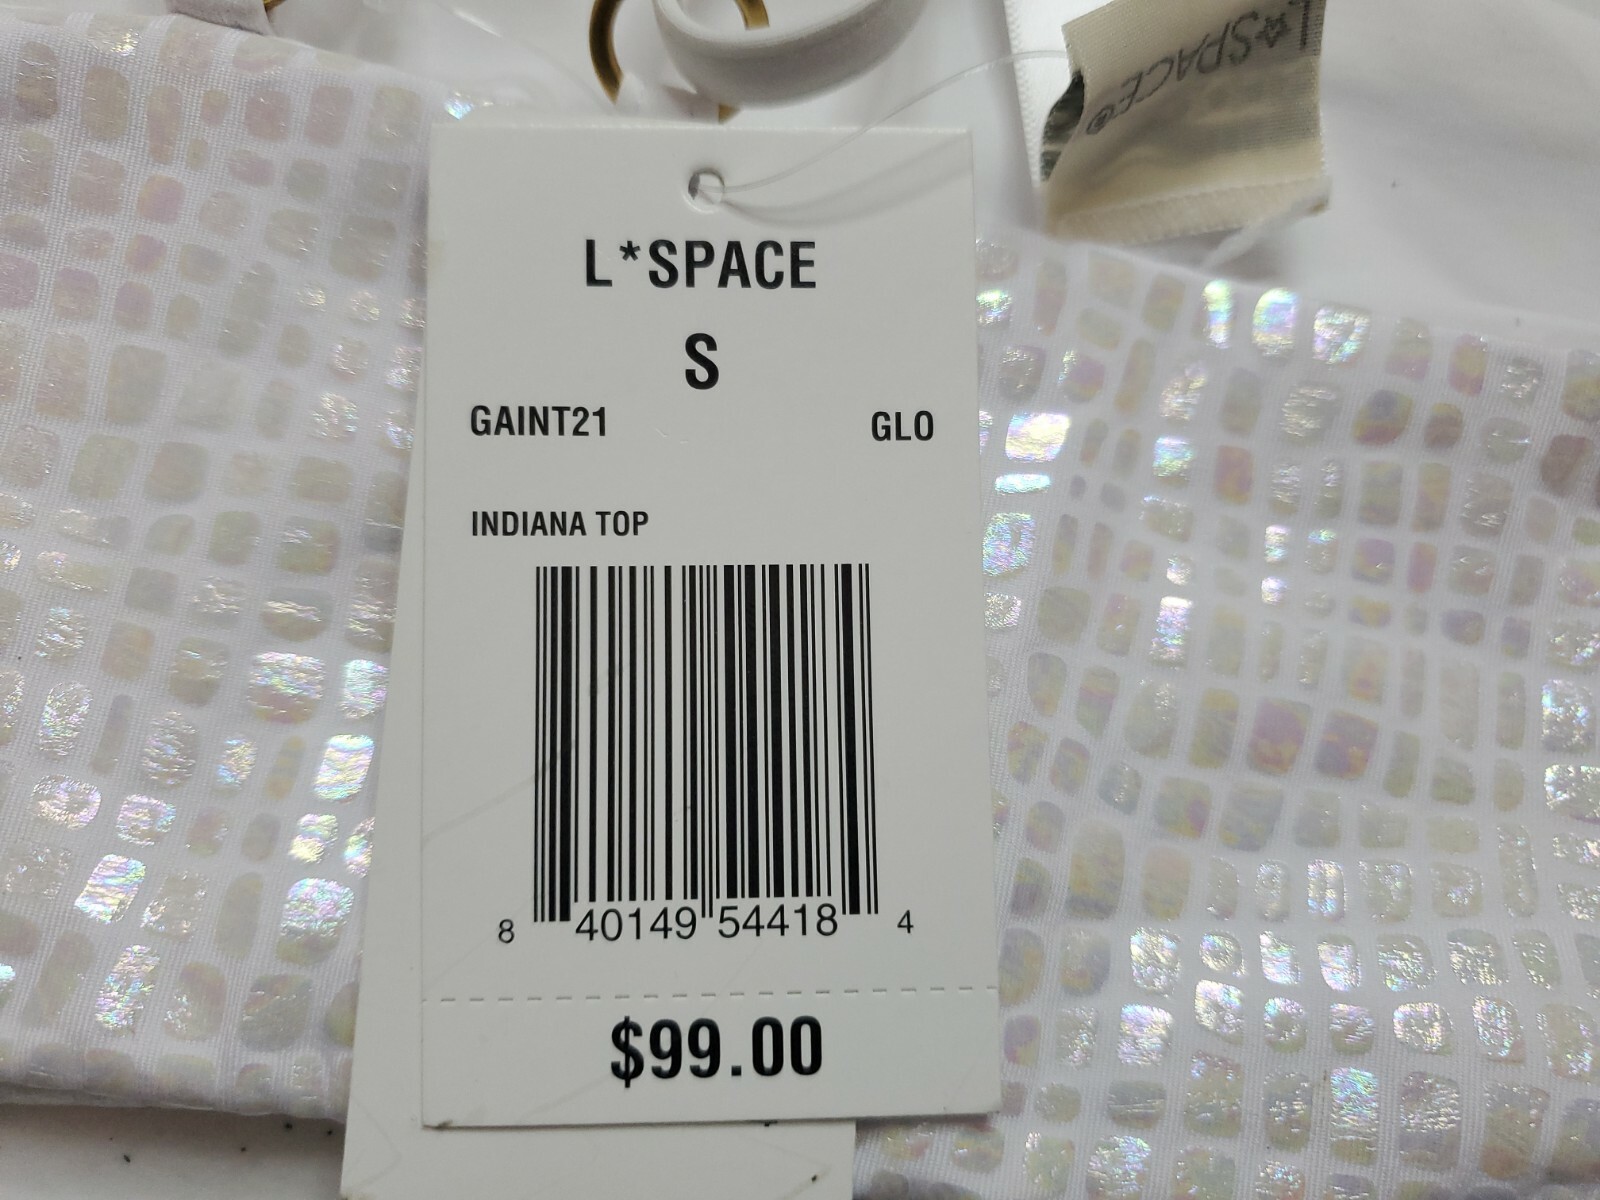 L*SPACE®
L*SPACE
S
GAINT21 GLO
INDIANA TOP
8 40149 54418 4
$99.00